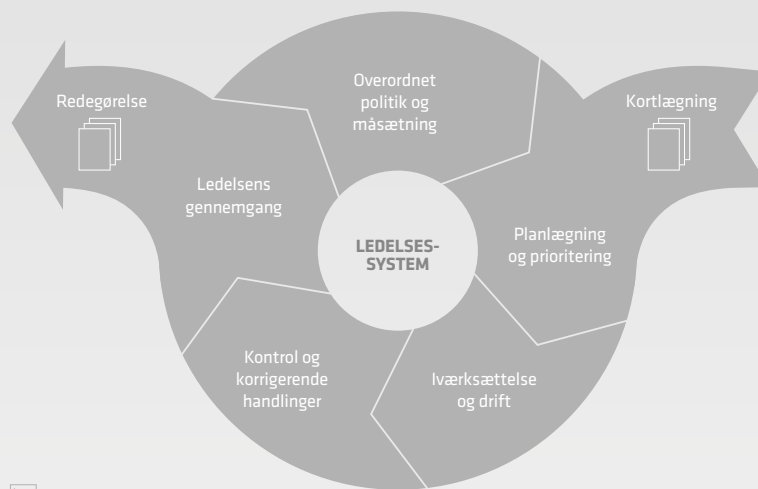 Redegørelse
Overordnet
politik og
måsætning
Kortlægning
Ledelsens
gennemgang
LEDELSES-
SYSTEM
Planlægning
og prioritering
Kontrol og
korrigerende
handlinger
Iværksættelse
og drift